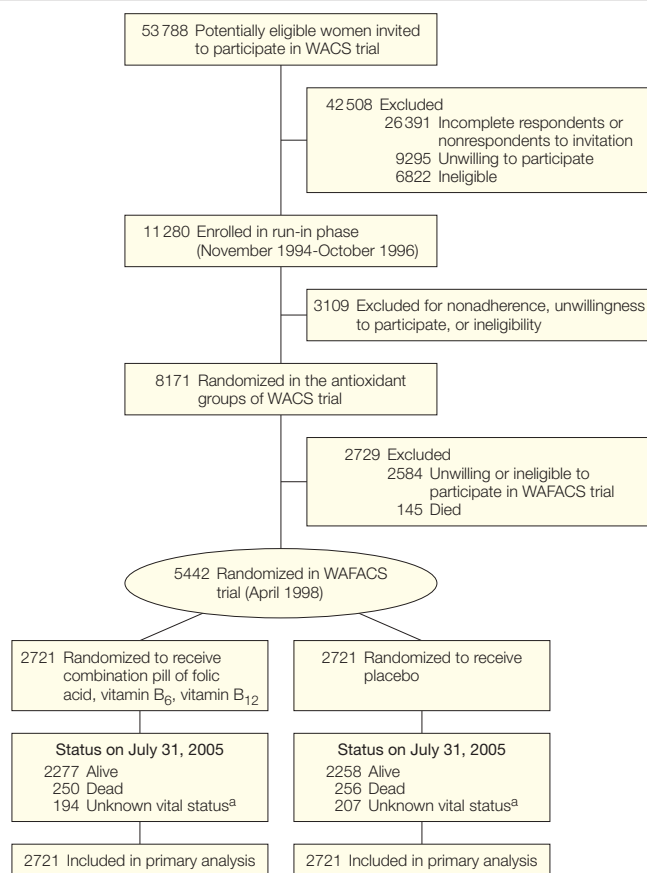 53 788 Potentially eligible women invited
to participate in WACS trial
42 508 Excluded
26 391 Incomplete respondents or
nonrespondents to invitation
9295 Unwilling to participate
6822 Ineligible
11 280 Enrolled in run-in phase
(November 1994-October 1996)
3109 Excluded for nonadherence, unwillingness
to participate, or ineligibility
8171 Randomized in the antioxidant
groups of WACS trial
2729 Excluded
2584 Unwilling or ineligible to
participate in WAFACS trial
145 Died
5442 Randomized in WAFACS
trial (April 1998)
2721 Randomized to receive
combination pill of folic
acid, vitamin B6, vitamin B12
2721 Randomized to receive
placebo
Status on July 31, 2005
2277 Alive
250 Dead
194 Unknown vital statusa
Status on July 31, 2005
2258 Alive
256 Dead
207 Unknown vital statusa
2721 Included in primary analysis
2721 Included in primary analysis